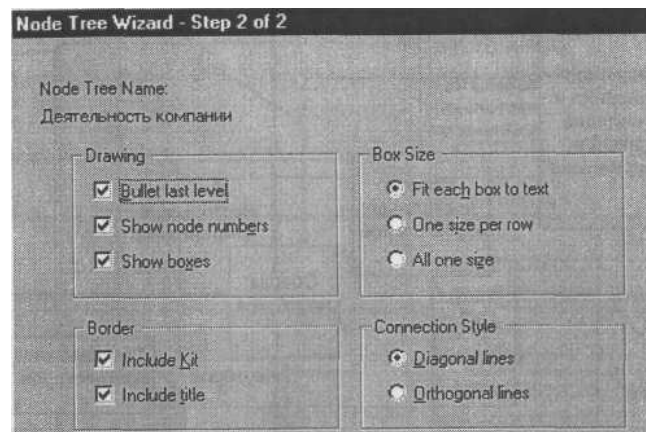 Node Tree Wizard - Step 2 of 2
Node Tree Name:
Деятельность компании
Drawing
Bullet last level
Show node numbers
Show boxes
Box Size
Fit each box to text
One size per row
All one size
Border
Include Kit
Include title
Connection Style
Diagonal lines
Orthogonal lines